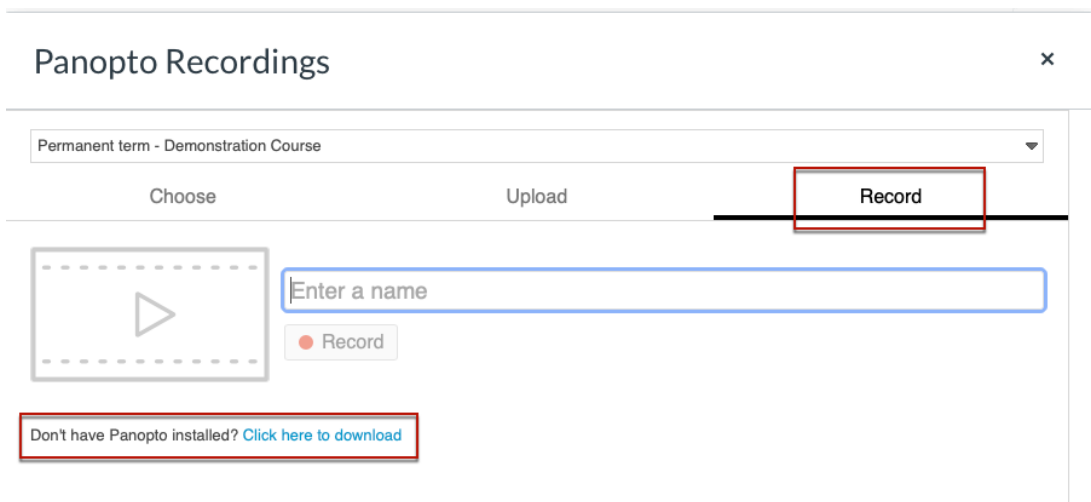 Panopto Recordings
×
Permanent term - Demonstration Course
Choose Upload Record
Enter a name
Record
Don't have Panopto installed? Click here to download